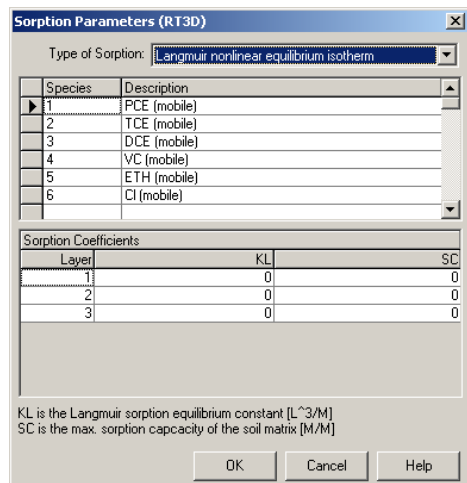 Sorption Parameters (RT3D)
Type of Sorption: Langmuir nonlinear equilibrium isotherm
Species Description
1 PCE (mobile)
2 TCE (mobile)
3 DCE (mobile)
4 VC (mobile)
5 ETH (mobile)
6 Cl (mobile)
Sorption Coefficients
Layer KL SC
1 0 0
2 0 0
3 0 0
KL is the Langmuir sorption equilibrium constant [L^3/M]
SC is the max. sorption capcacity of the soil matrix [M/M]
OK Cancel Help